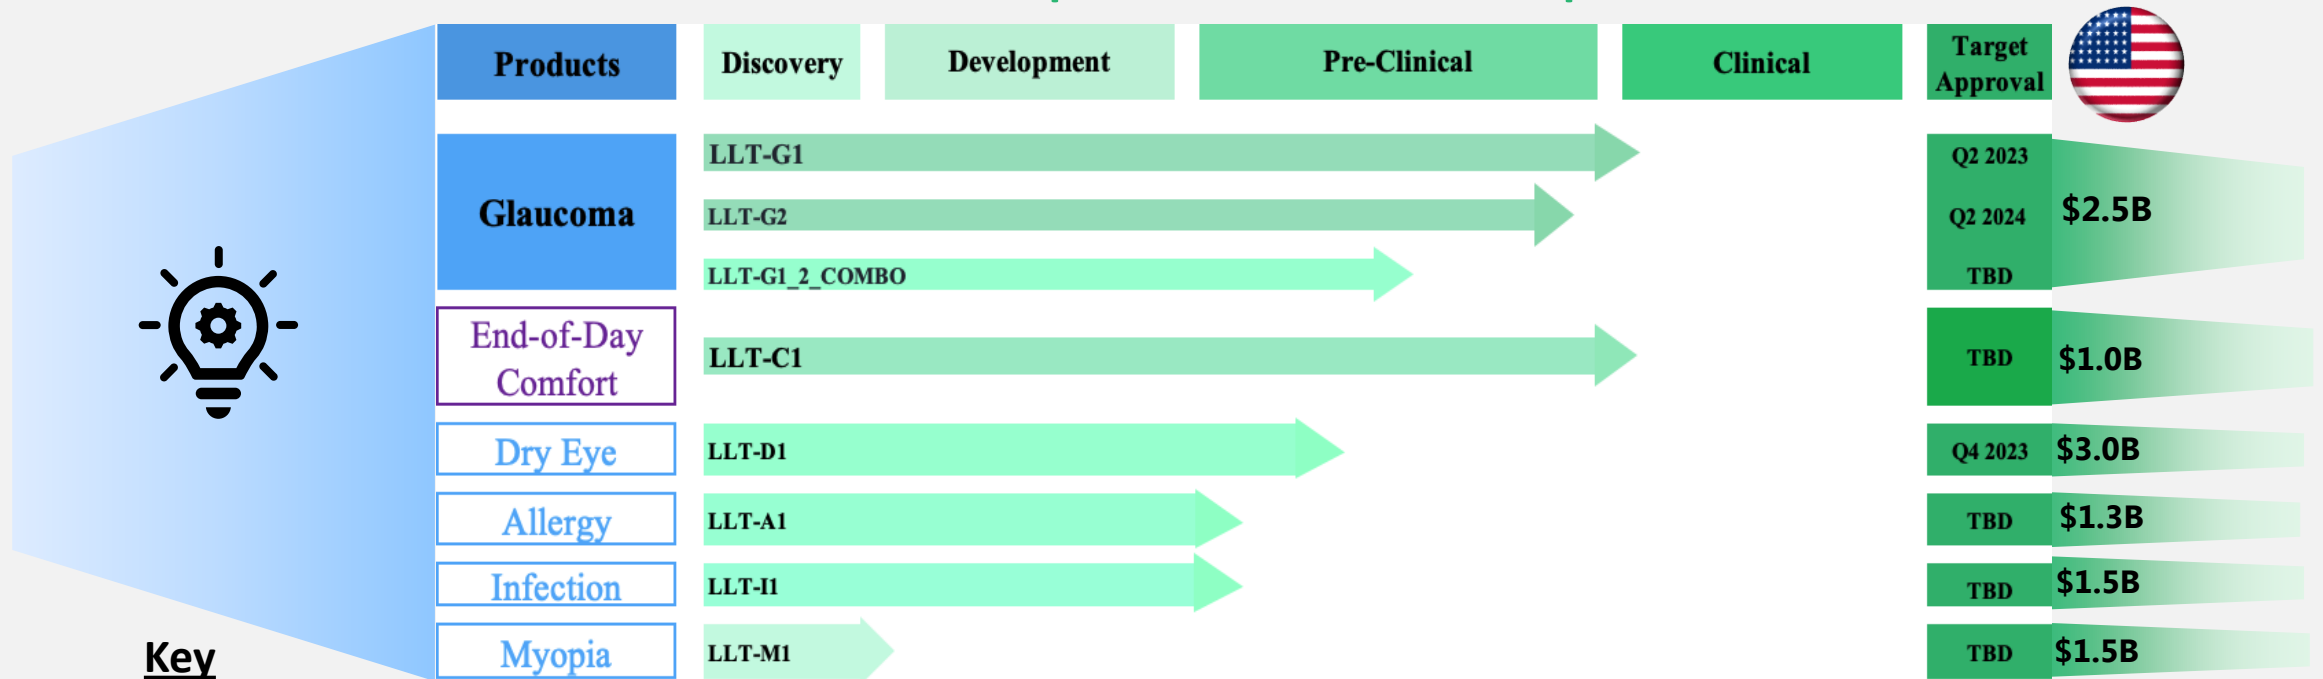 Products
Discovery
Development
Pre-Clinical
Clinical
Target
Approval
Glaucoma
LLT-G1
Q2 2023
LLT-G2
Q2 2024
$2.5B
LLT-G1_2_COMBO
TBD
End-of-Day
Comfort
LLT-C1
TBD
$1.0B
Dry Eye
LLT-D1
Q4 2023
$3.0B
Allergy
LLT-A1
TBD
$1.3B
Infection
LLT-I1
TBD
$1.5B
Myopia
LLT-M1
TBD
$1.5B
Key